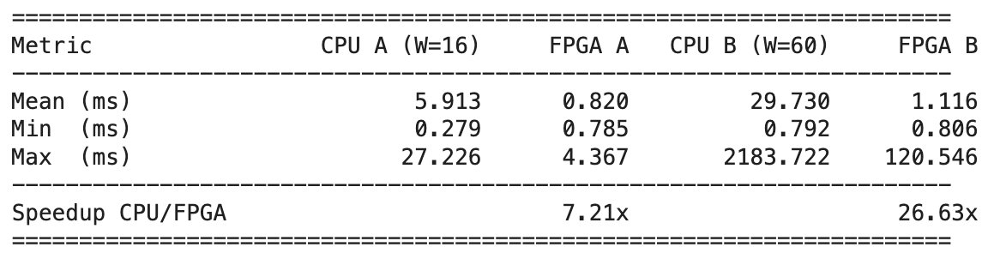 =========================================================================
Metric                 CPU A (W=16)     FPGA A   CPU B (W=60)     FPGA B
-------------------------------------------------------------------------
Mean (ms)                     5.913      0.820         29.730      1.116
Min  (ms)                     0.279      0.785          0.792      0.806
Max  (ms)                    27.226      4.367       2183.722    120.546
-------------------------------------------------------------------------
Speedup CPU/FPGA                         7.21x                    26.63x
=========================================================================